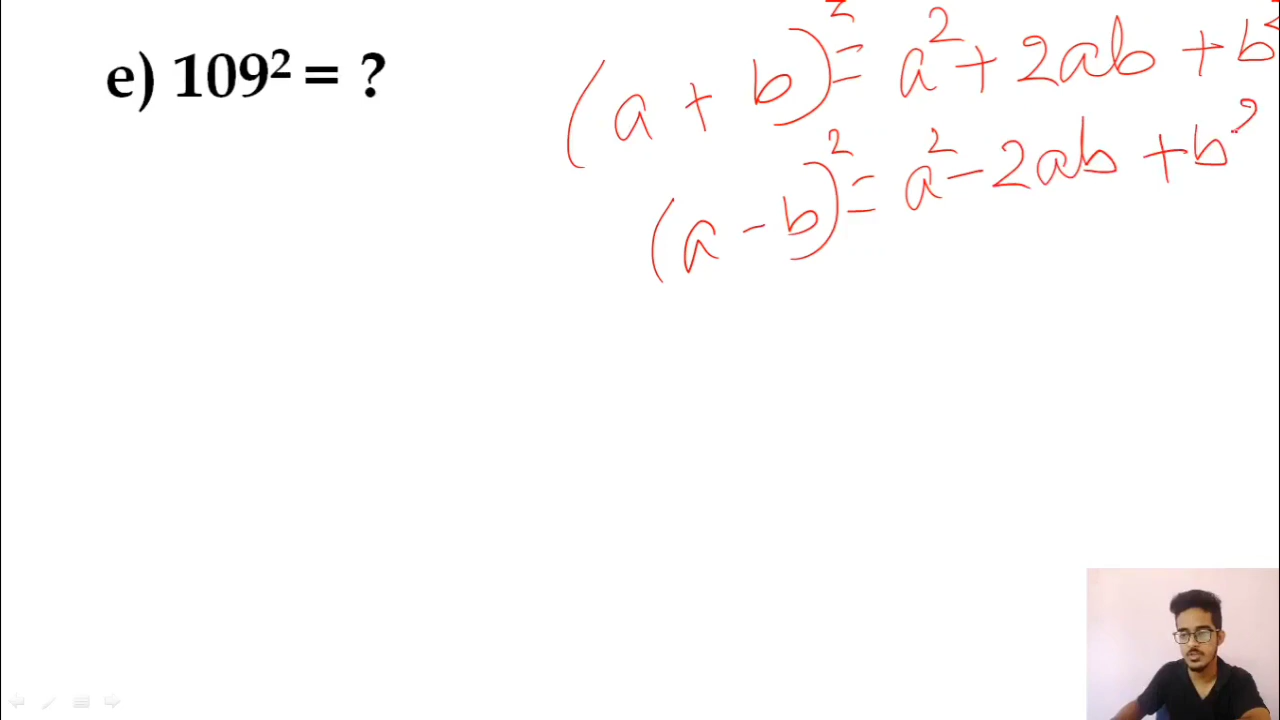 e) 109² = ?
(a + b)² = a² + 2ab + b²
(a - b)² = a² - 2ab + b²